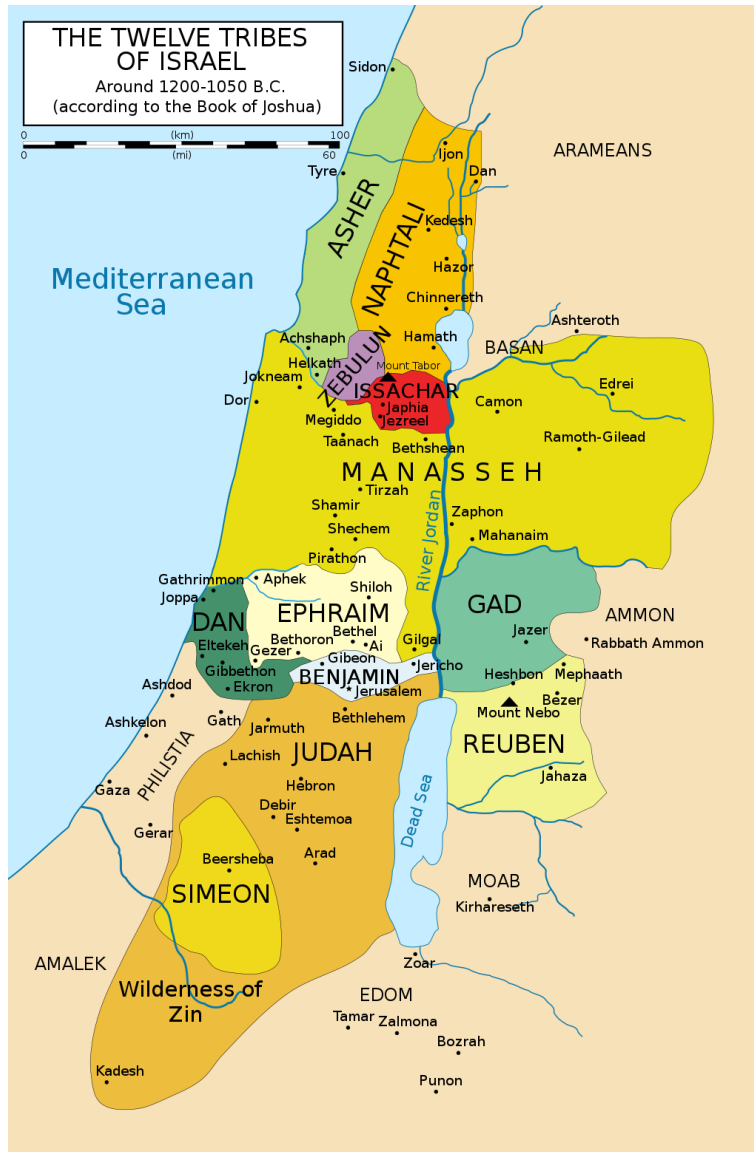 THE TWELVE TRIBES
OF ISRAEL
Around 1200-1050 B.C.
(according to the Book of Joshua)
0 (km) 100
0 (mi) 60
Sidon
Ijon
ARAMEANS
Tyre
Dan
ASHER
NAPHTALI
Kedesh
Hazor
Mediterranean
Sea
Chinnereth
Ashteroth
Achshaph
Hamath
BASAN
Helkath
ZEBULUN
Mount Tabor
Jokneam
ISSACHAR
Edrei
Dor
Japhia
Camon
Megiddo
Jezreel
Taanach
Bethshean
Ramoth-Gilead
MANASSEH
Tirzah
Shamir
Zaphon
Shechem
River Jordan
Mahanaim
Pirathon
Gathrimmon
Aphek
Joppa
Shiloh
DAN
EPHRAIM
GAD
AMMON
Jazer
Bethel
Bethoron
Ai
Gilgal
Rabbath Ammon
Eltekeh
Gezer
Gibeon
Jericho
Gibbethon
BENJAMIN
Heshbon
Mephaath
Ashdod
Ekron
Jerusalem
Bezer
Mount Nebo
Ashkelon
Gath
Jarmuth
Bethlehem
PHILISTIA
JUDAH
REUBEN
Lachish
Jahaza
Gaza
Hebron
Debir
Dead Sea
Gerar
Eshtemoa
Beersheba
Arad
SIMEON
MOAB
Kirhareseth
AMALEK
Zoar
Wilderness of
Zin
EDOM
Tamar
Zalmona
Bozrah
Kadesh
Punon